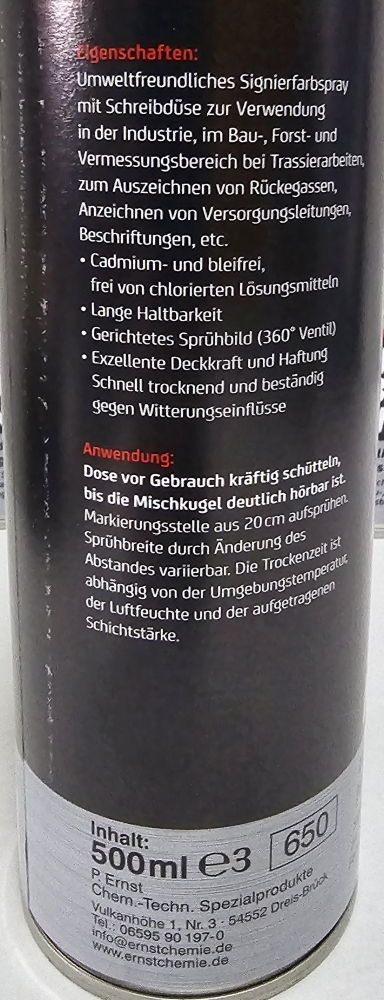 Eigenschaften:
Umweltfreundliches Signierfarbspray
mit Schreibdüse zur Verwendung
in der Industrie, im Bau-, Forst- und
Vermessungsbereich bei Trassierarbeiten,
zum Auszeichnen von Rückegassen,
Anzeichnen von Versorgungsleitungen,
Beschriftungen, etc.
• Cadmium- und bleifrei,
frei von chlorierten Lösungsmitteln
• Lange Haltbarkeit
• Gerichtetes Sprühbild (360° Ventil)
• Exzellente Deckkraft und Haftung
Schnell trocknend und beständig
gegen Witterungseinflüsse
Anwendung:
Dose vor Gebrauch kräftig schütteln,
bis die Mischkugel deutlich hörbar ist.
Markierungsstelle aus 20 cm aufsprühen.
Sprühbreite durch Änderung des
Abstandes variierbar. Die Trockenzeit ist
abhängig von der Umgebungstemperatur,
der Luftfeuchte und der aufgetragenen
Schichtstärke.
Inhalt:
500ml ℮3 650
P. Ernst
Chem.-Techn. Spezialprodukte
Vulkanhöhe 1, Nr. 3 · 54552 Dreis-Brück
Tel.: 06595 90 197-0
info@ernstchemie.de
www.ernstchemie.de